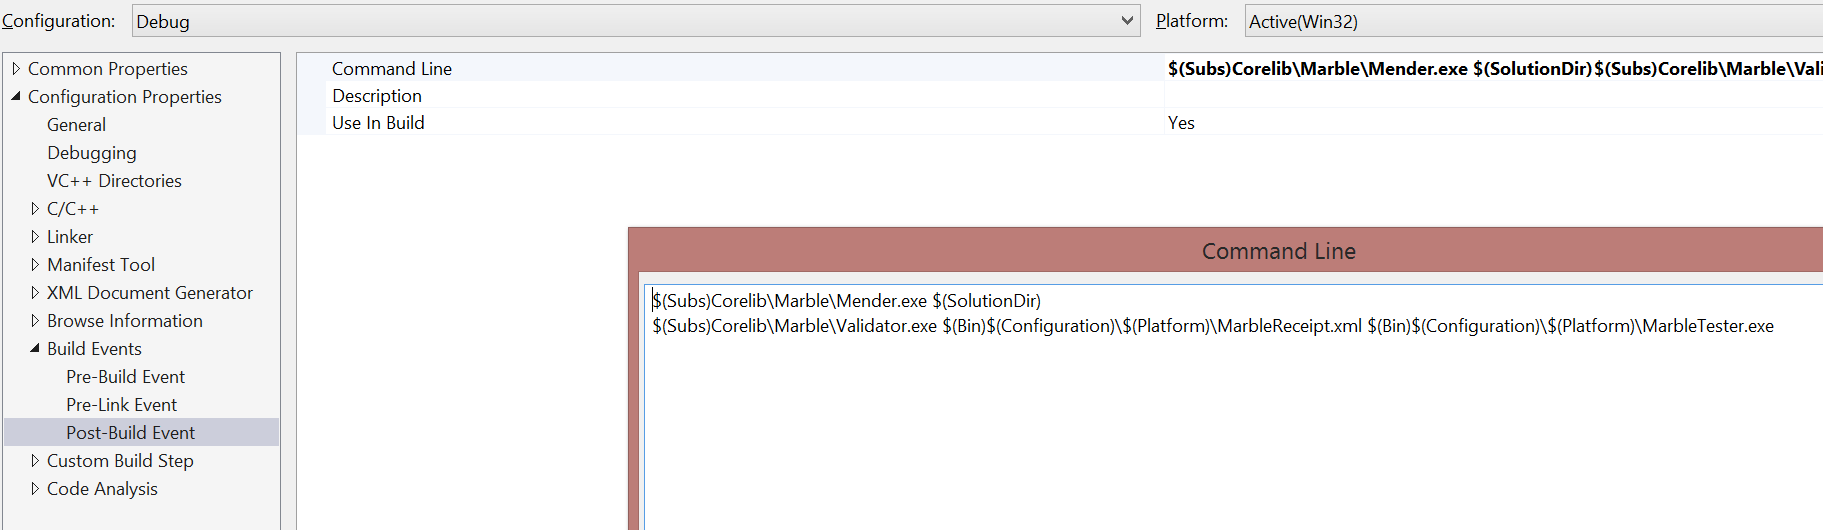 Configuration: Debug Platform: Active(Win32)
Common Properties
Configuration Properties
General
Debugging
VC++ Directories
C/C++
Linker
Manifest Tool
XML Document Generator
Browse Information
Build Events
Pre-Build Event
Pre-Link Event
Post-Build Event
Custom Build Step
Code Analysis
Command Line $(Subs)Corelib\Marble\Mender.exe $(SolutionDir)$(Subs)Corelib\Marble\Vali
Description
Use In Build Yes
Command Line
$(Subs)Corelib\Marble\Mender.exe $(SolutionDir)
$(Subs)Corelib\Marble\Validator.exe $(Bin)$(Configuration)\$(Platform)\MarbleReceipt.xml $(Bin)$(Configuration)\$(Platform)\MarbleTester.exe